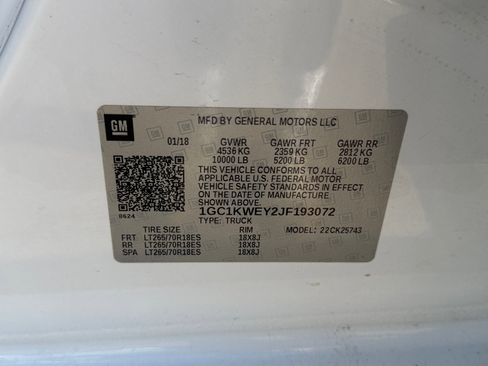 GM
MFD BY GENERAL MOTORS LLC
01/18 GVWR GAWR FRT GAWR RR
4536 KG 2359 KG 2812 KG
10000 LB 5200 LB 6200 LB
THIS VEHICLE CONFORMS TO ALL
APPLICABLE U.S. FEDERAL MOTOR
VEHICLE SAFETY STANDARDS IN
EFFECT ON THE DATE OF MANUFACTURE
SHOWN ABOVE.
8624 1GC1KWEY2JF193072
TYPE: TRUCK
TIRE SIZE RIM MODEL: 22CK25743
FRT LT265/70R18ES 18X8J
RR LT265/70R18ES 18X8J
SPA LT265/70R18ES 18X8J